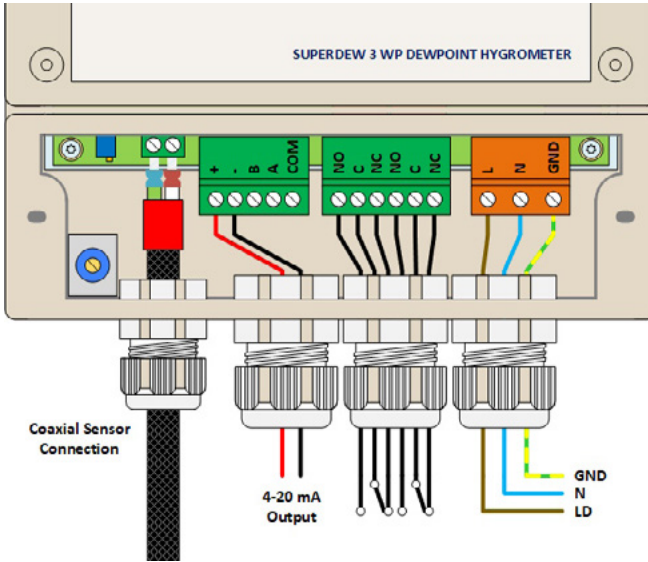 SUPERDEW 3 WP DEWPOINT HYGROMETER
+ - B A COM
NO C NC NO C NC
L N GND
Coaxial Sensor
Connection
4-20 mA
Output
GND
N
LD